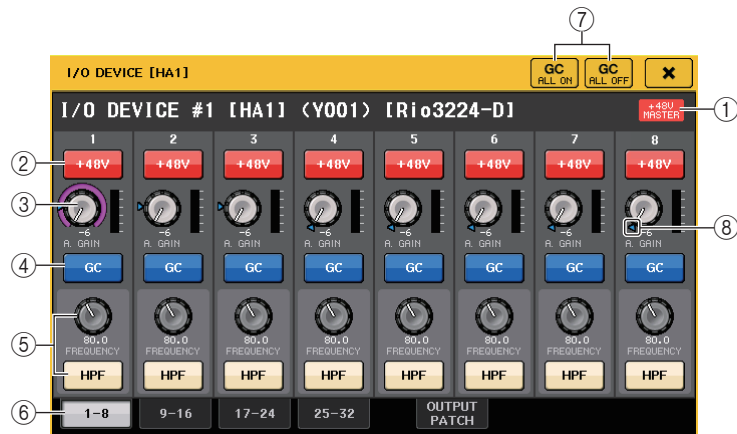 ⑦
I/O DEVICE [HA1]
GC ALL ON
GC ALL OFF
×
I/O DEVICE #1 [HA1] (Y001) [Rio3224-D]
+48V MASTER
①
1 2 3 4 5 6 7 8
② +48V +48V +48V +48V +48V +48V +48V +48V
③ -6 -6 -6 -6 -6 -6 -6 -6 ⑧
A. GAIN A. GAIN A. GAIN A. GAIN A. GAIN A. GAIN A. GAIN A. GAIN
④ GC GC GC GC GC GC GC GC
⑤ 80.0 80.0 80.0 80.0 80.0 80.0 80.0 80.0
FREQUENCY FREQUENCY FREQUENCY FREQUENCY FREQUENCY FREQUENCY FREQUENCY FREQUENCY
HPF HPF HPF HPF HPF HPF HPF HPF
⑥ 1-8 9-16 17-24 25-32 OUTPUT PATCH